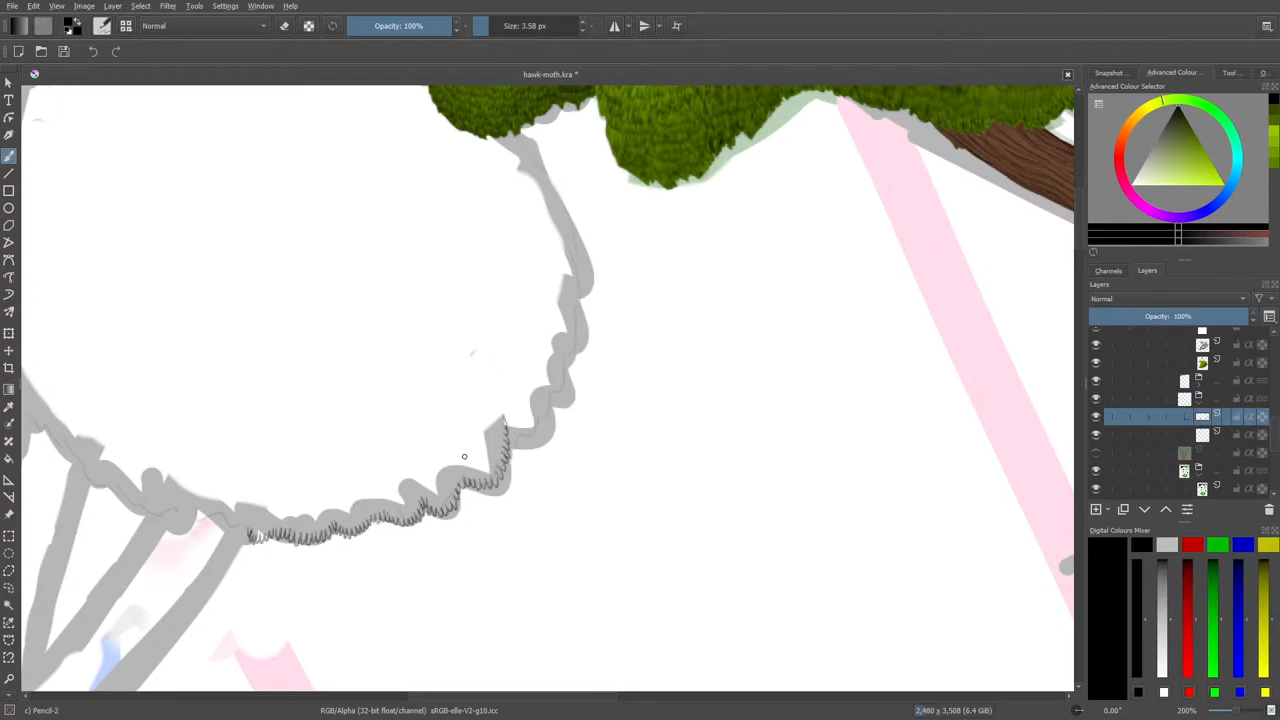 File Edit View Image Layer Select Filter Tools Settings Window Help
Normal Opacity: 100% Size: 3.58 px
hawk-moth.kra *
Snapshot ... Advanced Colour ... Tool ... O...
Advanced Colour Selector
Channels Layers
Layers
Normal
Opacity: 100%
Digital Colours Mixer
c) Pencil-2 RGB/Alpha (32-bit float/channel) sRGB-elle-V2-g10.icc 2,480 x 3,508 (6.4 GiB) 0.00° 200%